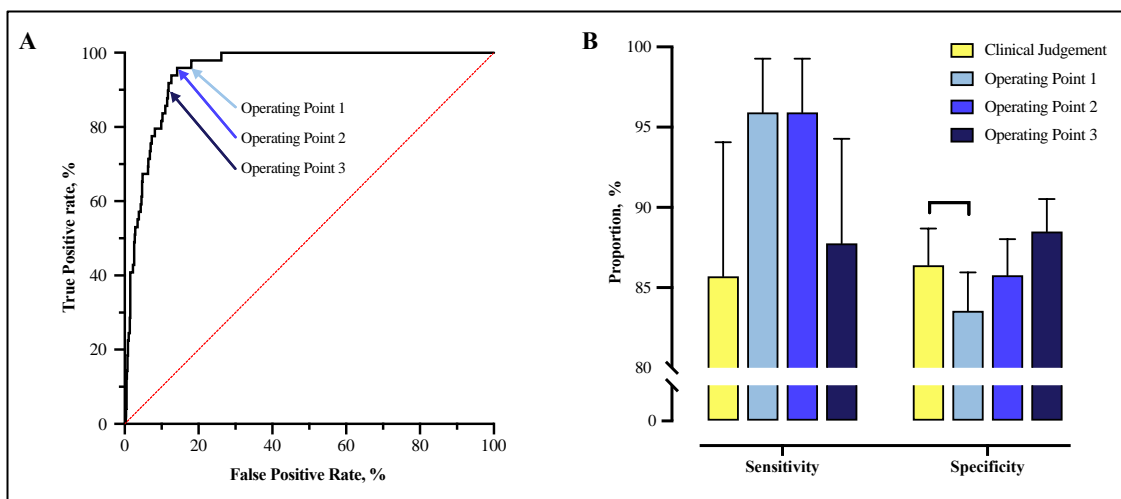 A
True Positive rate, %
100
80
60
40
20
0
0
20
40
60
80
100
False Positive Rate, %
Operating Point 1
Operating Point 2
Operating Point 3
B
Proportion, %
100
95
90
85
80
0
Clinical Judgement
Operating Point 1
Operating Point 2
Operating Point 3
Sensitivity
Specificity